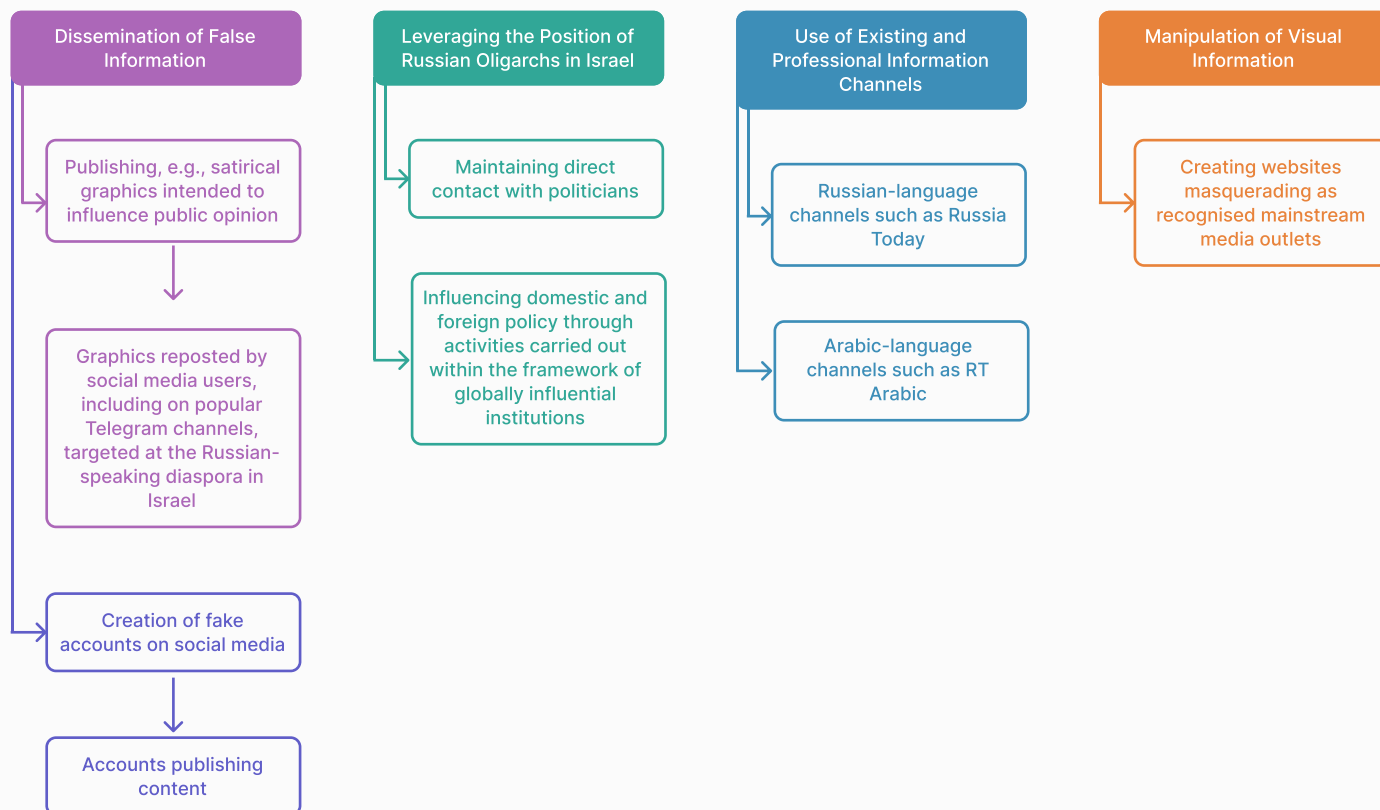 Dissemination of False
Information
Publishing, e.g., satirical
graphics intended to
influence public opinion
Graphics reposted by
social media users,
including on popular
Telegram channels,
targeted at the Russian-
speaking diaspora in
Israel
Creation of fake
accounts on social media
Accounts publishing
content
Leveraging the Position of
Russian Oligarchs in Israel
Maintaining direct
contact with politicians
Influencing domestic and
foreign policy through
activities carried out
within the framework of
globally influential
institutions
Use of Existing and
Professional Information
Channels
Russian-language
channels such as Russia
Today
Arabic-language
channels such as RT
Arabic
Manipulation of Visual
Information
Creating websites
masquerading as
recognised mainstream
media outlets